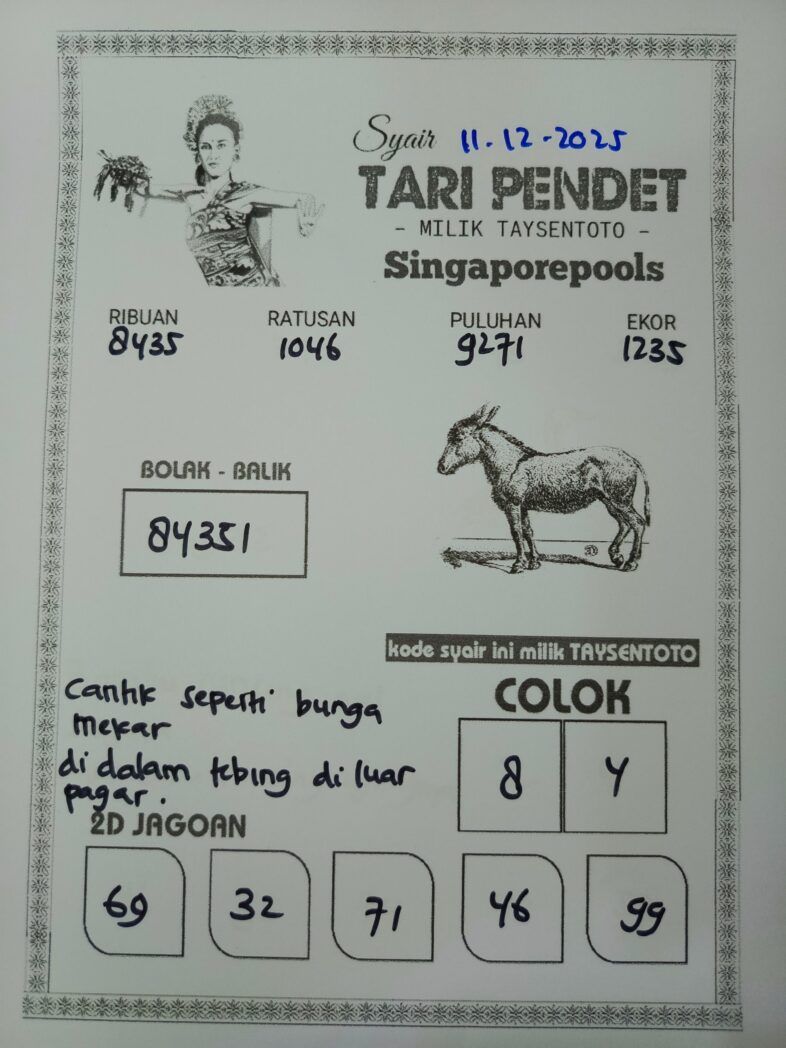 Syair 11.12-2025
TARI PENDET
- MILIK TAYSENTOTO -
Singaporepools
RIBUAN RATUSAN PULUHAN EKOR
8435 1046 9271 1235
BOLAK - BALIK
84351
kode syair ini milik TAYSENTOTO
COLOK
8 4
Cantik seperti bunga
mekar
di dalam tebing di luar
pagar.
2D JAGOAN
69 32 71 46 99